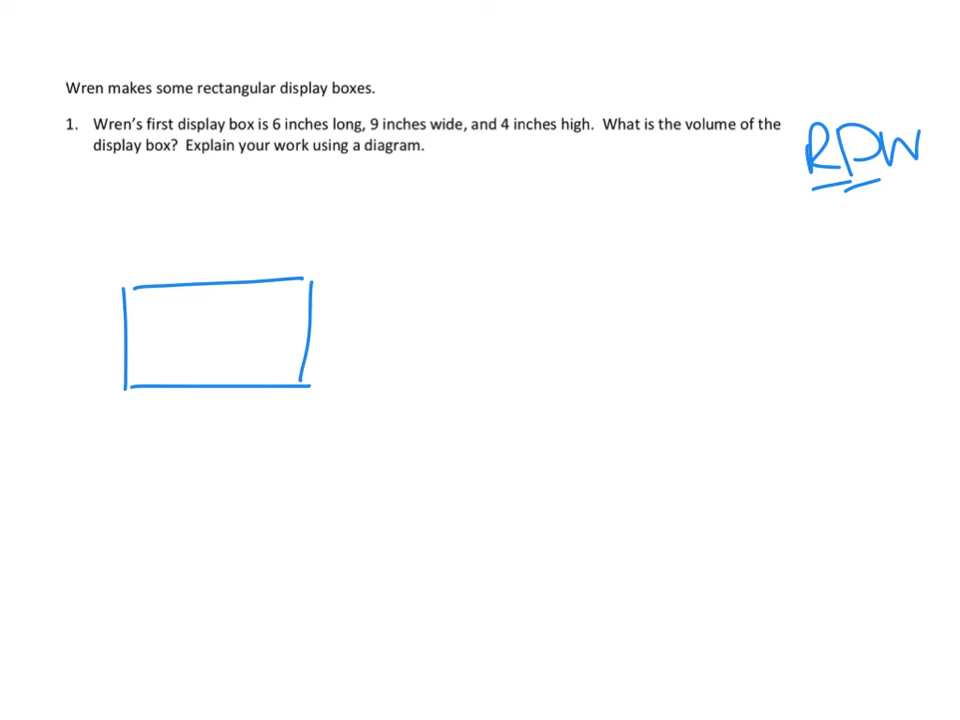 Wren makes some rectangular display boxes.
1. Wren's first display box is 6 inches long, 9 inches wide, and 4 inches high. What is the volume of the
display box? Explain your work using a diagram.
RDW